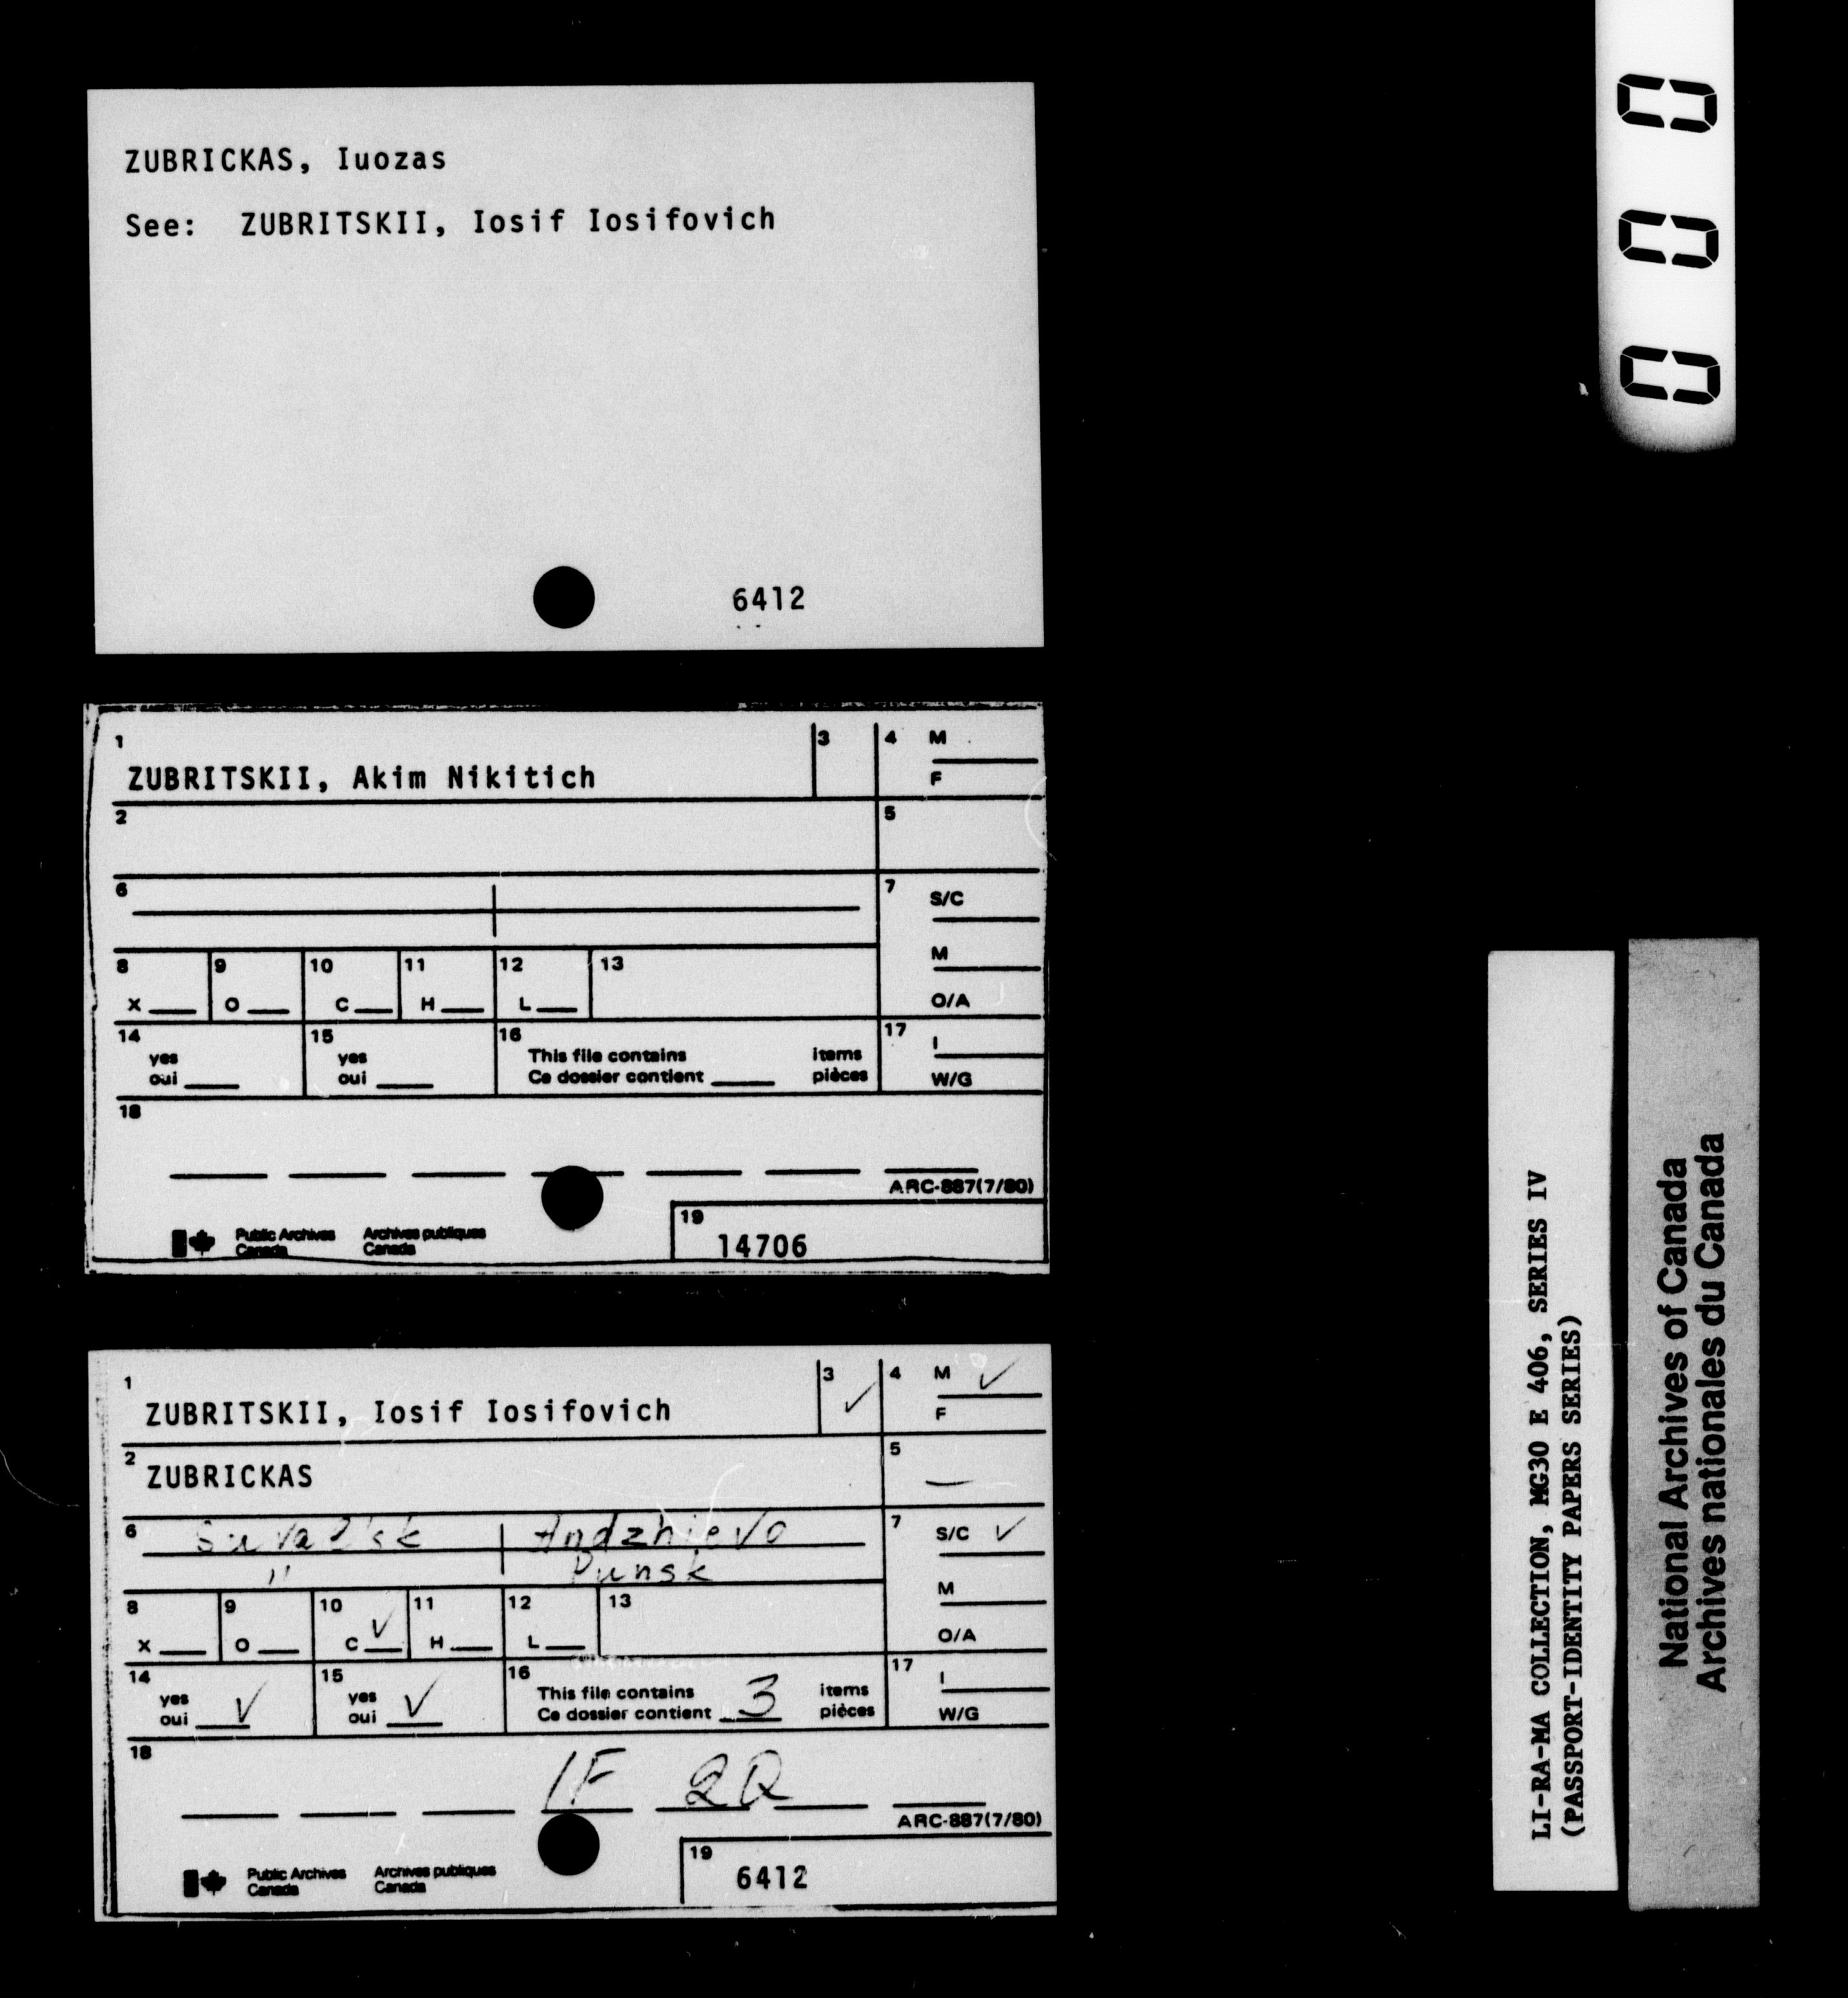 ZUBRICKAS, Iuozas
See: ZUBRITSKII, Iosif Iosifovich
6412
1 3 4 M
ZUBRITSKII, Akim Nikitich F
2 5
6 7 S/C
M
8 9 10 11 12 13
X O C H L O/A
14 15 16 17 I
yes yes This file contains items
oui oui Ce dossier contient pièces W/G
18
ARC-887(7/80)
Public Archives Archives publiques 19
Canada Canada 14706
1 3 ✓ 4 M ✓
ZUBRITSKII, Iosif Iosifovich F
2 5 —
ZUBRICKAS
6 Suvalsk Andzhievo 7 S/C ✓
" Punsk
M
8 9 10 11 12 13
X O C ✓ H L O/A
14 15 16 17 I
yes ✓ yes ✓ This file contains 3 items
oui oui Ce dossier contient pièces W/G
18
1F 2Q
ARC-887(7/80)
Public Archives Archives publiques 19
Canada Canada 6412
000
LI-RA-MA COLLECTION, MG30 E 406, SERIES IV
(PASSPORT-IDENTITY PAPERS SERIES)
National Archives of Canada
Archives nationales du Canada